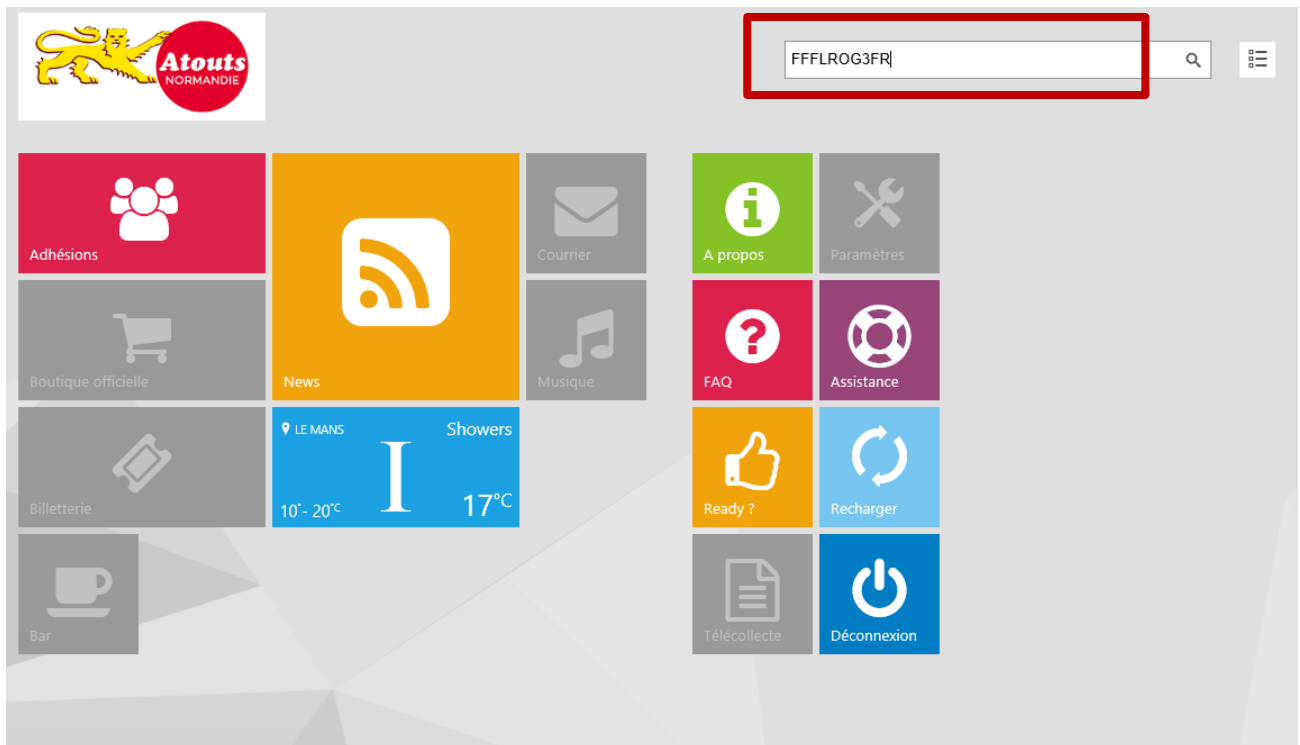 Atouts
NORMANDIE
FFFLROG3FR
Adhésions
News
Courrier
A propos
Paramètres
Boutique officielle
Musique
FAQ
Assistance
Billetterie
LE MANS
Showers
10°- 20°C
17°C
Ready ?
Recharger
Bar
Télécollecte
Déconnexion